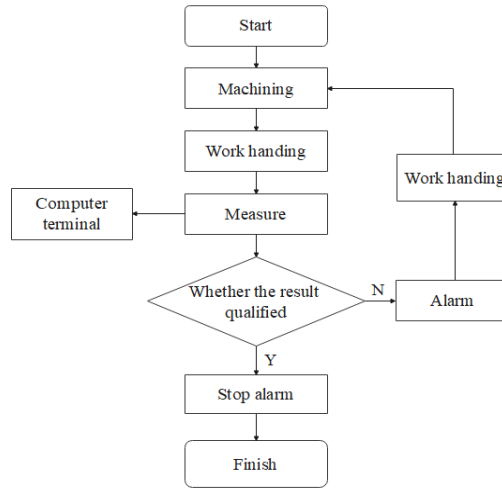 Start
Machining
Work handing
Work handing
Computer
terminal
Measure
Whether the result
qualified
N
Alarm
Y
Stop alarm
Finish